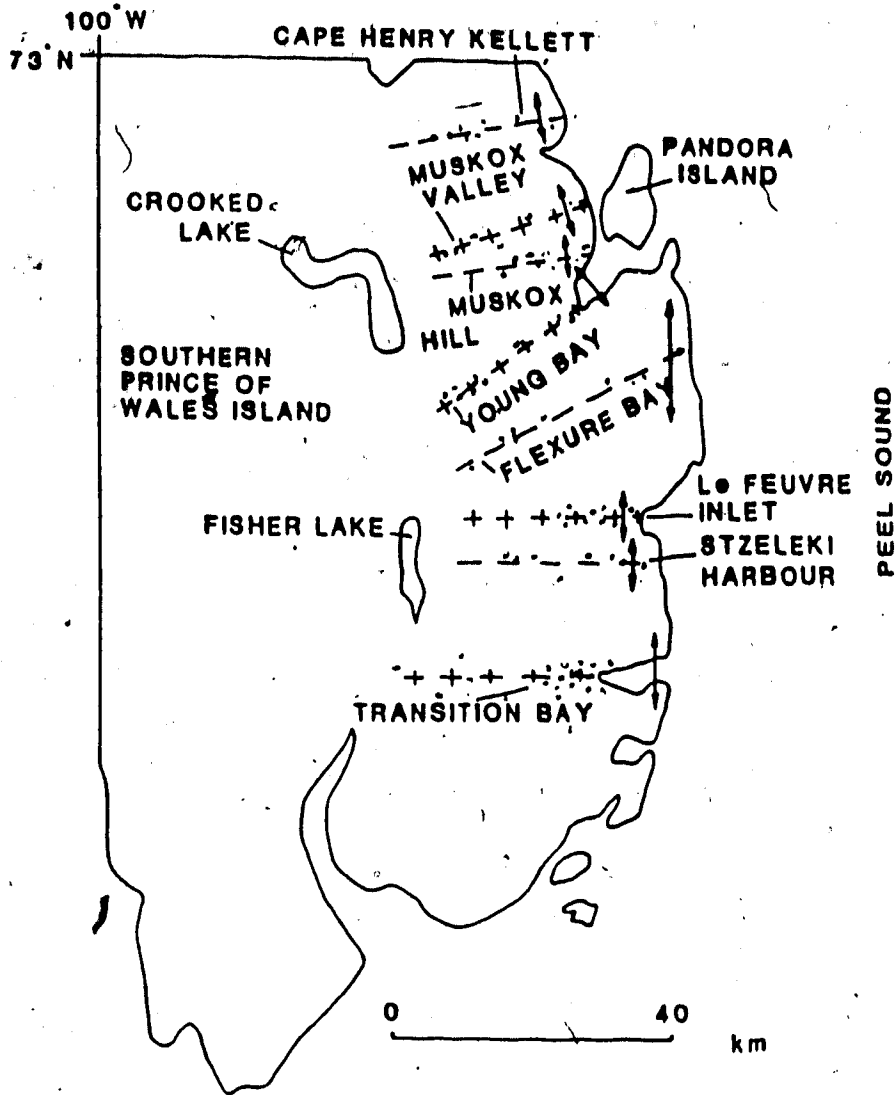 100°W
73°N
CAPE HENRY KELLETT
PANDORA
ISLAND
MUSKOX
VALLEY
CROOKED
LAKE
MUSKOX
HILL
SOUTHERN
PRINCE OF
WALES ISLAND
YOUNG BAY
FLEXURE BAY
PEEL SOUND
Le FEUVRE
INLET
FISHER LAKE
STZELEKI
HARBOUR
TRANSITION BAY
0
40
km